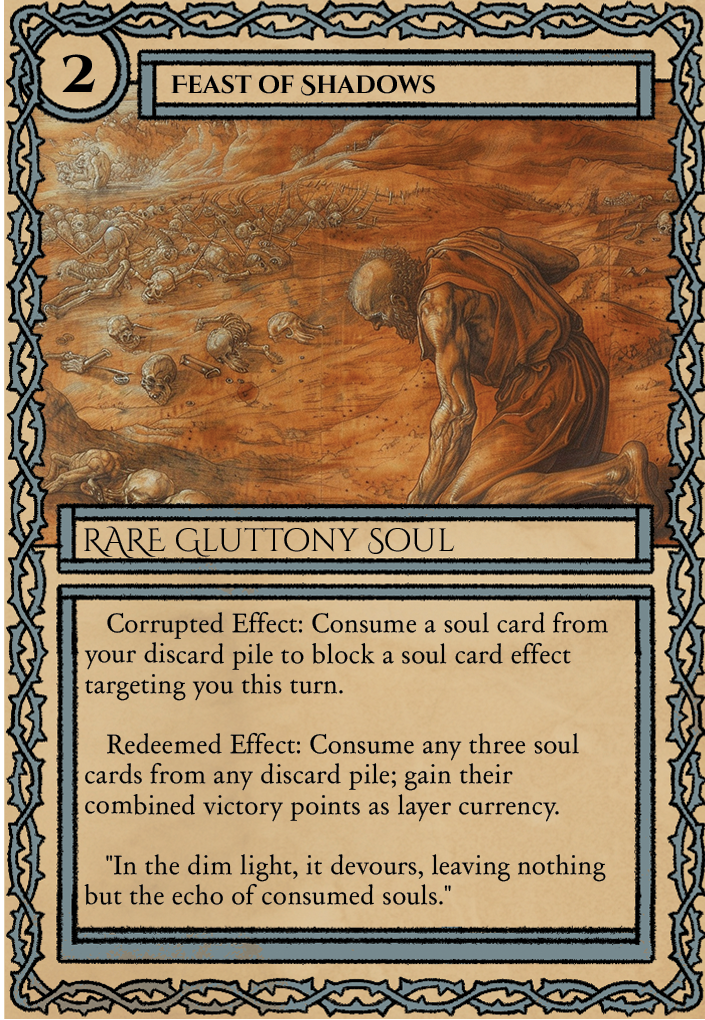 2
Feast of Shadows
Rare Gluttony Soul
Corrupted Effect: Consume a soul card from
your discard pile to block a soul card effect
targeting you this turn.
Redeemed Effect: Consume any three soul
cards from any discard pile; gain their
combined victory points as layer currency.
"In the dim light, it devours, leaving nothing
but the echo of consumed souls."